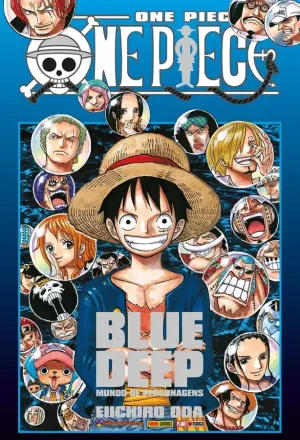 ONE PIECE
ONE PIECE
BLUE
DEEP
MUNDO DE PERSONAGENS
EIICHIRO ODA